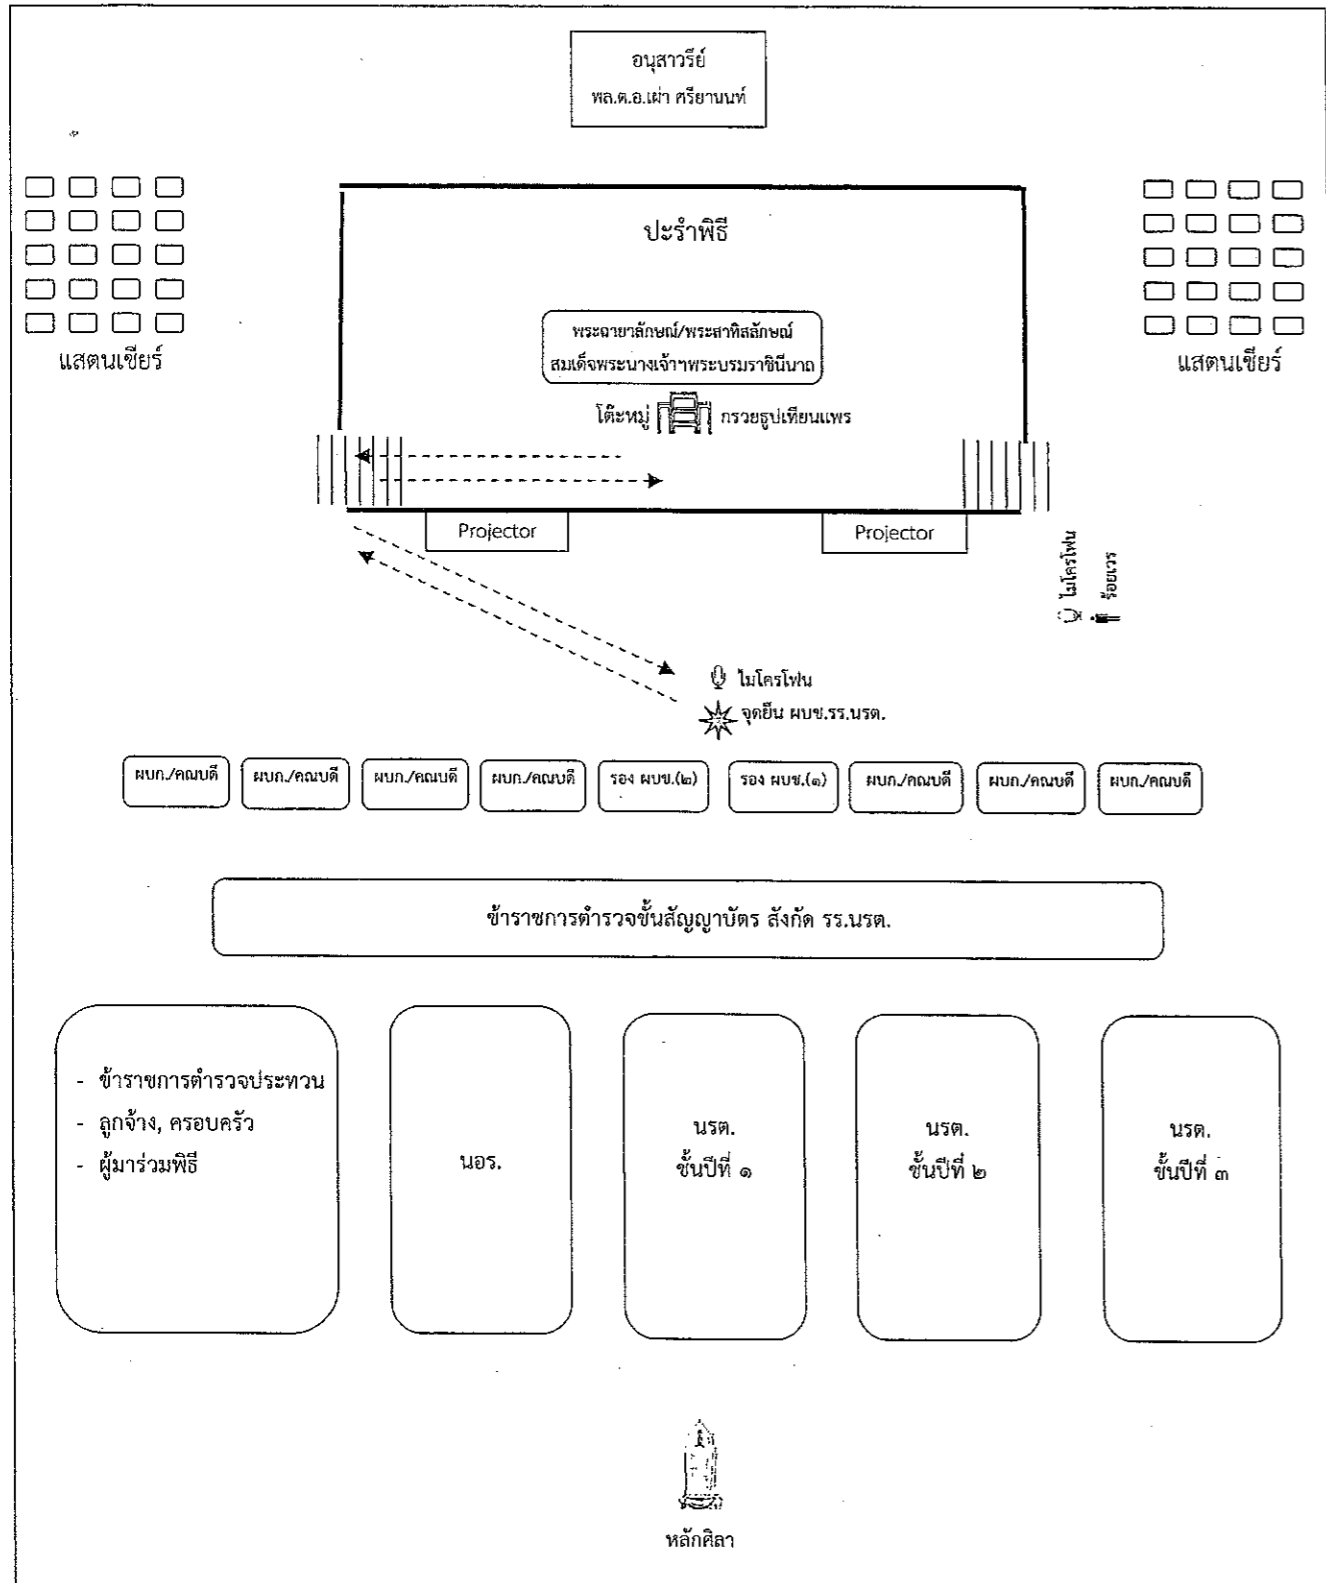 อนุสาวรีย์
พล.ต.อ.เผ่า ศรียานนท์
ปะรำพิธี
พระฉายาลักษณ์/พระสาทิสลักษณ์
สมเด็จพระนางเจ้าฯพระบรมราชินีนาถ
แสตนเชียร์
แสตนเชียร์
โต๊ะหมู่ กรวยธูปเทียนแพร
Projector
Projector
ไมโครโฟน
ร้อยเวร
ไมโครโฟน
จุดยืน ผบช.รร.นรต.
ผบก./คณบดี
ผบก./คณบดี
ผบก./คณบดี
ผบก./คณบดี
รอง ผบช.(๒)
รอง ผบช.(๑)
ผบก./คณบดี
ผบก./คณบดี
ผบก./คณบดี
ข้าราชการตำรวจชั้นสัญญาบัตร สังกัด รร.นรต.
- ข้าราชการตำรวจประทวน
- ลูกจ้าง, ครอบครัว
- ผู้มาร่วมพิธี
นอร.
นรต.
ชั้นปีที่ ๑
นรต.
ชั้นปีที่ ๒
นรต.
ชั้นปีที่ ๓
หลักศิลา